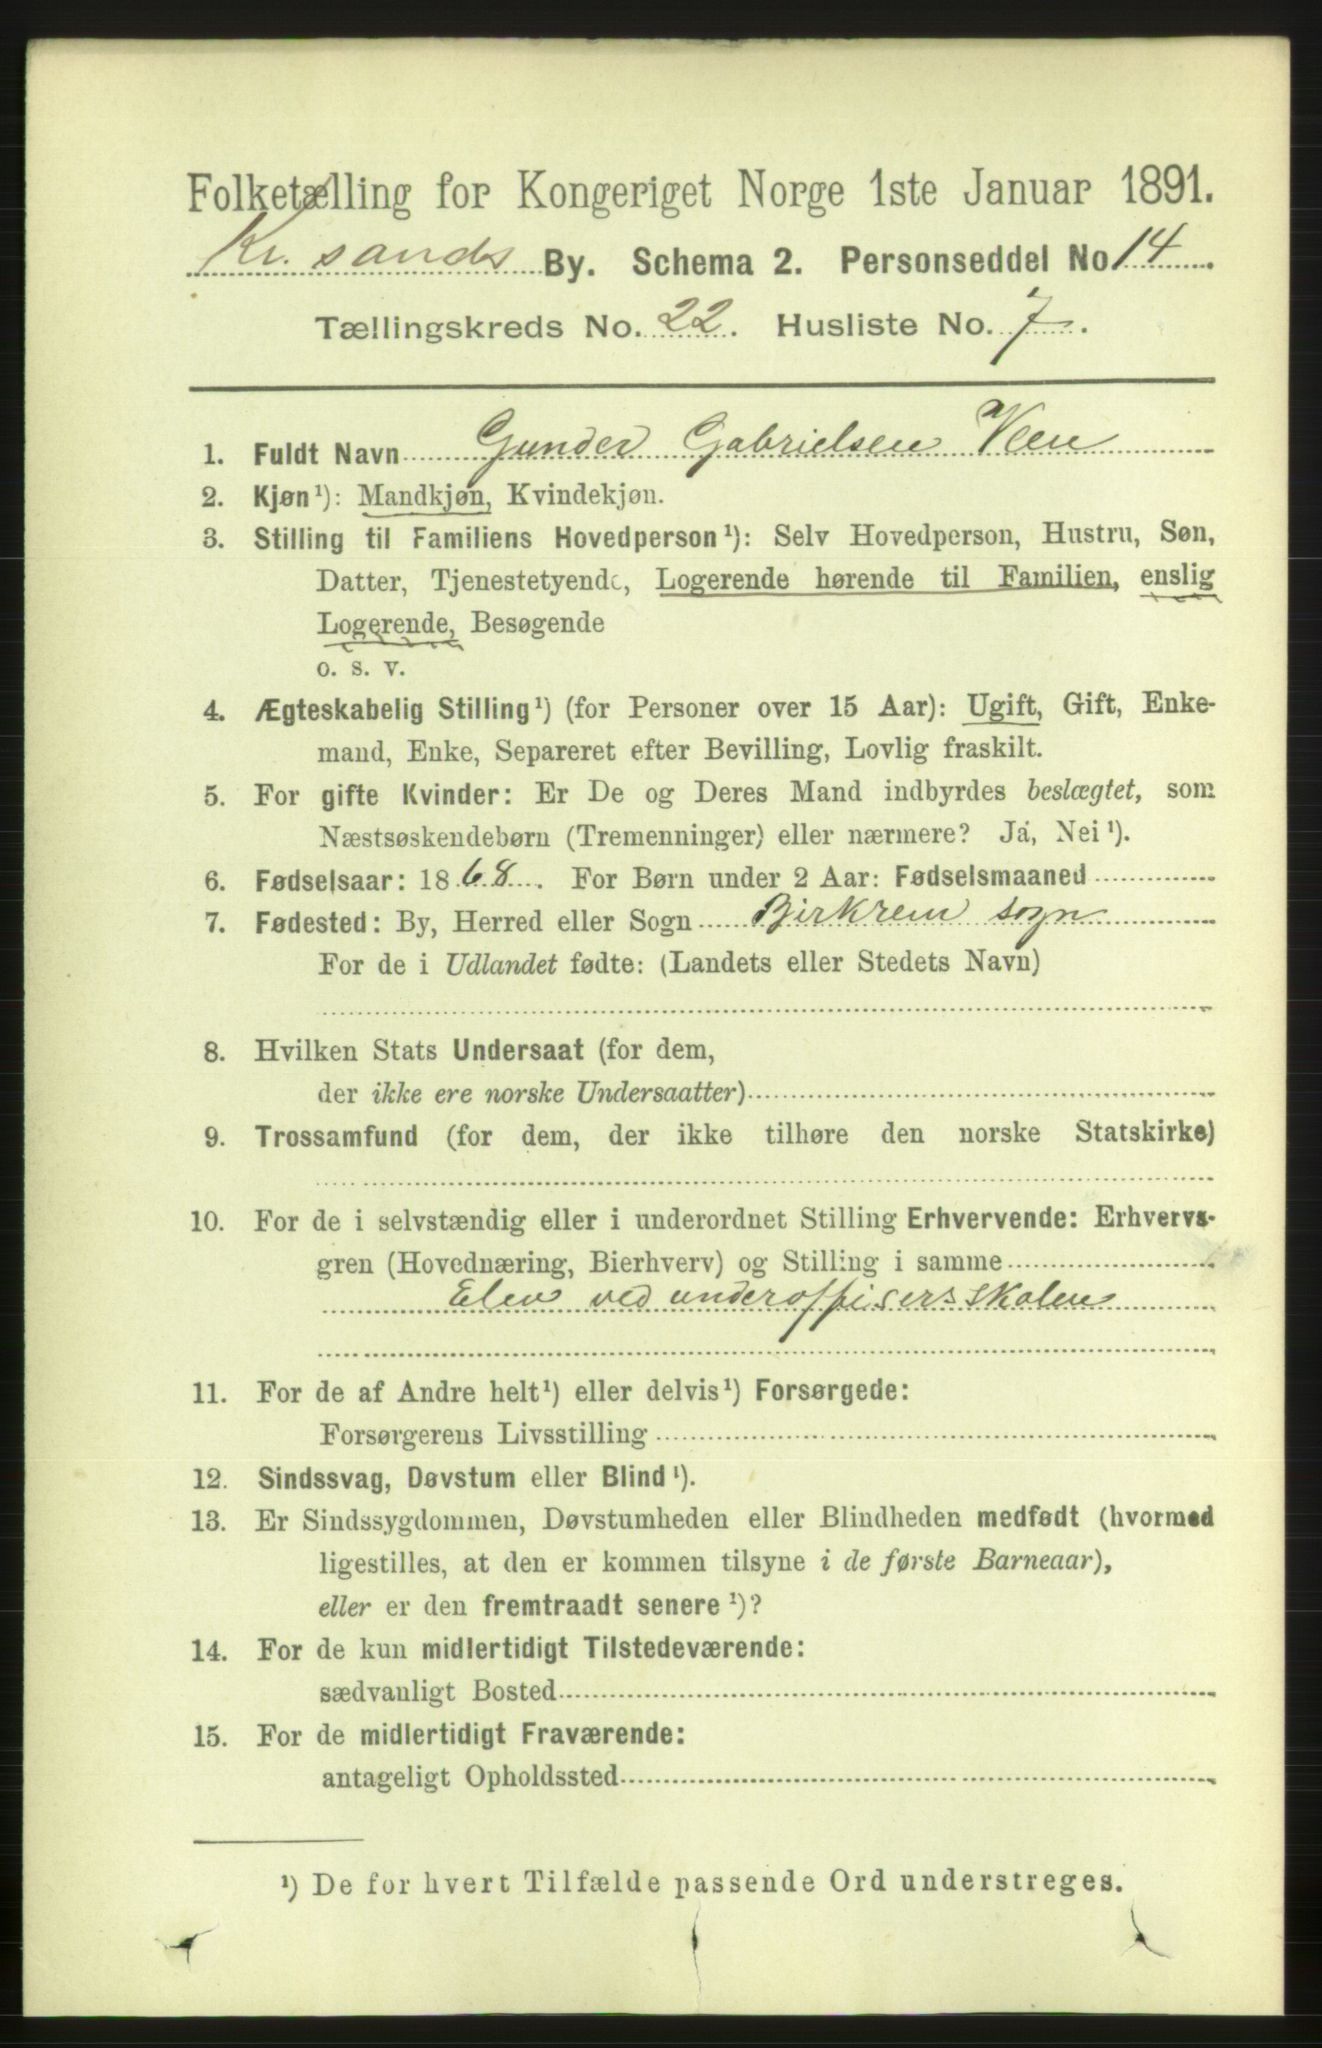 Folketælling for Kongeriget Norge 1ste Januar 1891.
Kr.sands By. Schema 2. Personseddel No 14.
Tællingskreds No. 22. Husliste No. 7.
1. Fuldt Navn Gunder Gabrielsen Veen
2. Kjøn¹): Mandkjøn, Kvindekjøn.
3. Stilling til Familiens Hovedperson¹): Selv Hovedperson, Hustru, Søn,
Datter, Tjenestetyende, Logerende hørende til Familien, enslig
Logerende, Besøgende
o. s. v.
4. Ægteskabelig Stilling¹) (for Personer over 15 Aar): Ugift, Gift, Enke-
mand, Enke, Separeret efter Bevilling, Lovlig fraskilt.
5. For gifte Kvinder: Er De og Deres Mand indbyrdes beslægtet, som
Næstsøskendebørn (Tremenninger) eller nærmere? Ja, Nei¹).
6. Fødselsaar: 1868. For Børn under 2 Aar: Fødselsmaaned
7. Fødested: By, Herred eller Sogn Birkrem sogn
For de i Udlandet fødte: (Landets eller Stedets Navn)
8. Hvilken Stats Undersaat (for dem,
der ikke ere norske Undersaatter)
9. Trossamfund (for dem, der ikke tilhøre den norske Statskirke)
10. For de i selvstændig eller i underordnet Stilling Erhvervende: Erhvervs-
gren (Hovednæring, Bierhverv) og Stilling i samme
Elev ved underoffisersskolen
11. For de af Andre helt¹) eller delvis¹) Forsørgede:
Forsørgerens Livsstilling
12. Sindssvag, Døvstum eller Blind¹).
13. Er Sindssygdommen, Døvstumheden eller Blindheden medfødt (hvormed
ligestilles, at den er kommen tilsyne i de første Barneaar),
eller er den fremtraadt senere¹)?
14. For de kun midlertidigt Tilstedeværende:
sædvanligt Bosted
15. For de midlertidigt Fraværende:
antageligt Opholdssted
¹) De for hvert Tilfælde passende Ord understreges.